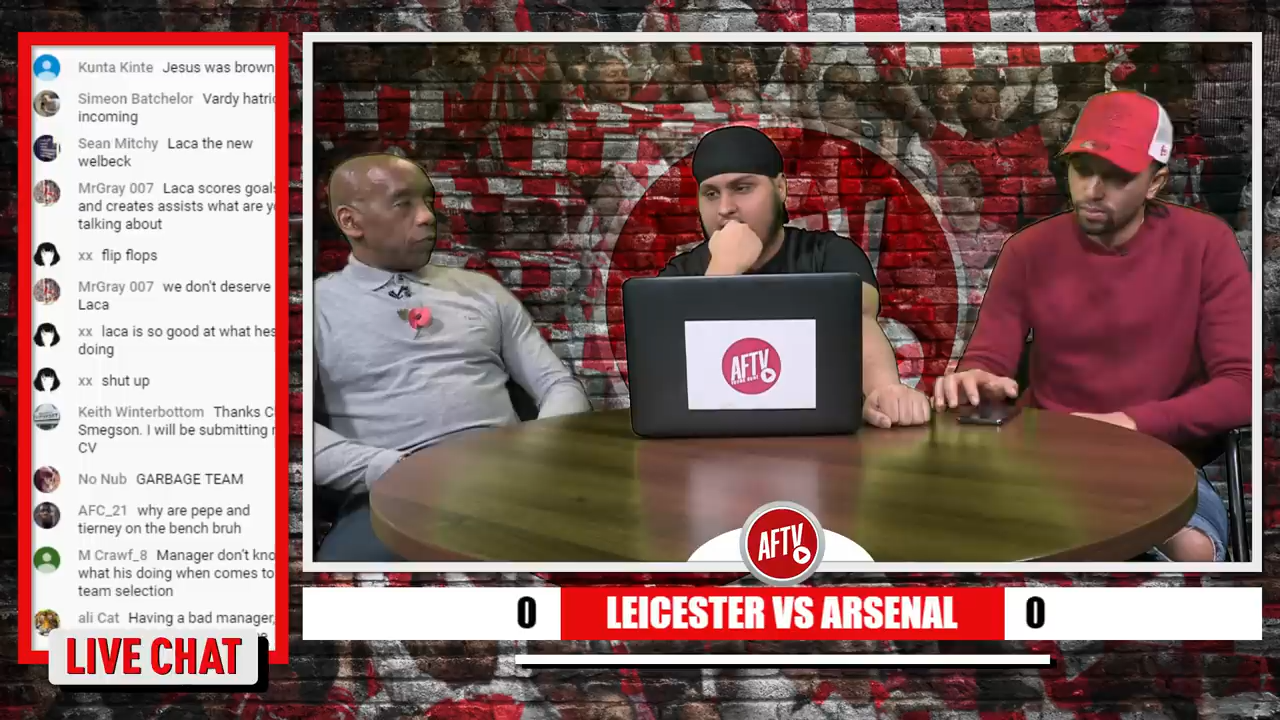 Kunta Kinte Jesus was brown
Simeon Batchelor Vardy hatric
incoming
Sean Mitchy Laca the new
welbeck
MrGray 007 Laca scores goals
and creates assists what are y
talking about
xx flip flops
MrGray 007 we don't deserve
Laca
xx laca is so good at what hes
doing
xx shut up
Keith Winterbottom Thanks C
Smegson. I will be submitting
CV
No Nub GARBAGE TEAM
AFC_21 why are pepe and
tierney on the bench bruh
M Crawf_8 Manager don't kno
what his doing when comes to
team selection
ali Cat Having a bad manager,
LIVE CHAT
AFTV
AFTV
0 LEICESTER VS ARSENAL 0